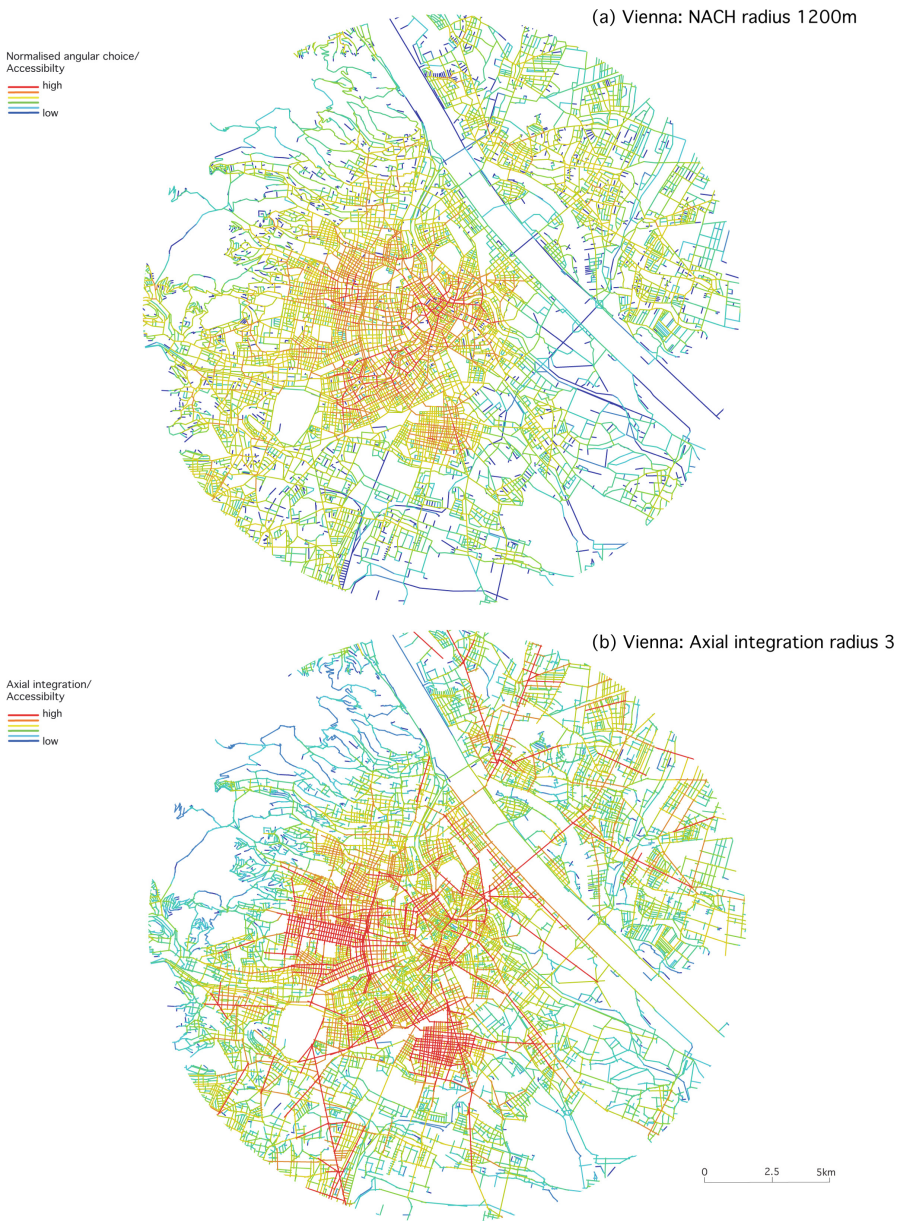 (a) Vienna: NACH radius 1200m
Normalised angular choice/
Accessibilty
high
low
(b) Vienna: Axial integration radius 3
Axial integration/
Accessibilty
high
low
0 2.5 5km